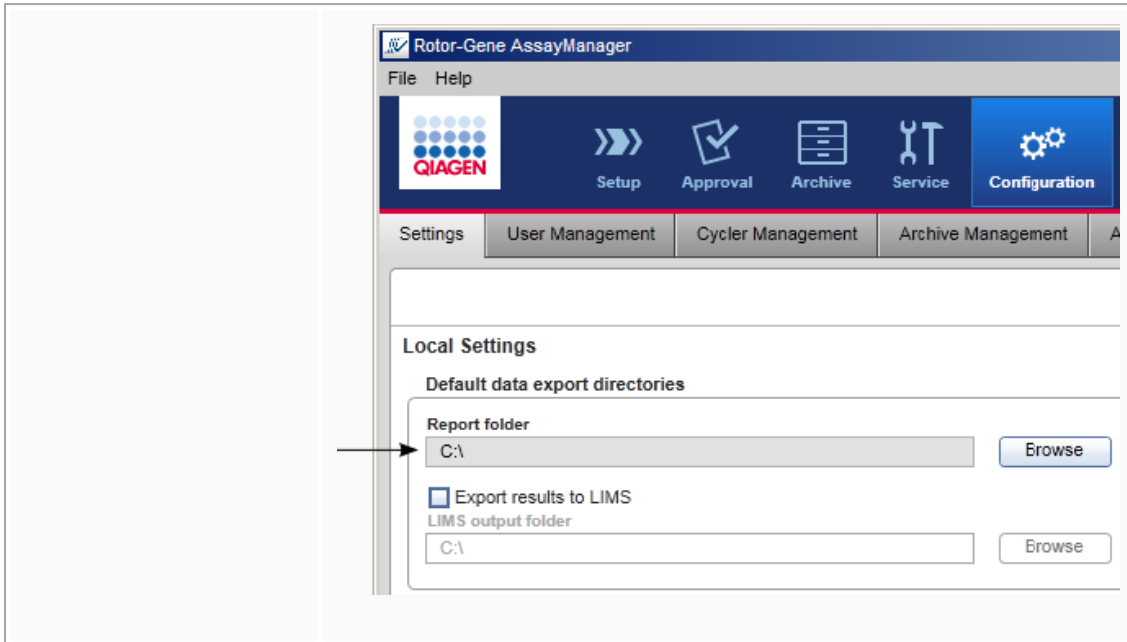 Rotor-Gene AssayManager
File Help
QIAGEN
Setup
Approval
Archive
Service
Configuration
Settings
User Management
Cycler Management
Archive Management
A
Local Settings
Default data export directories
Report folder
C:\
Browse
Export results to LIMS
LIMS output folder
C:\
Browse